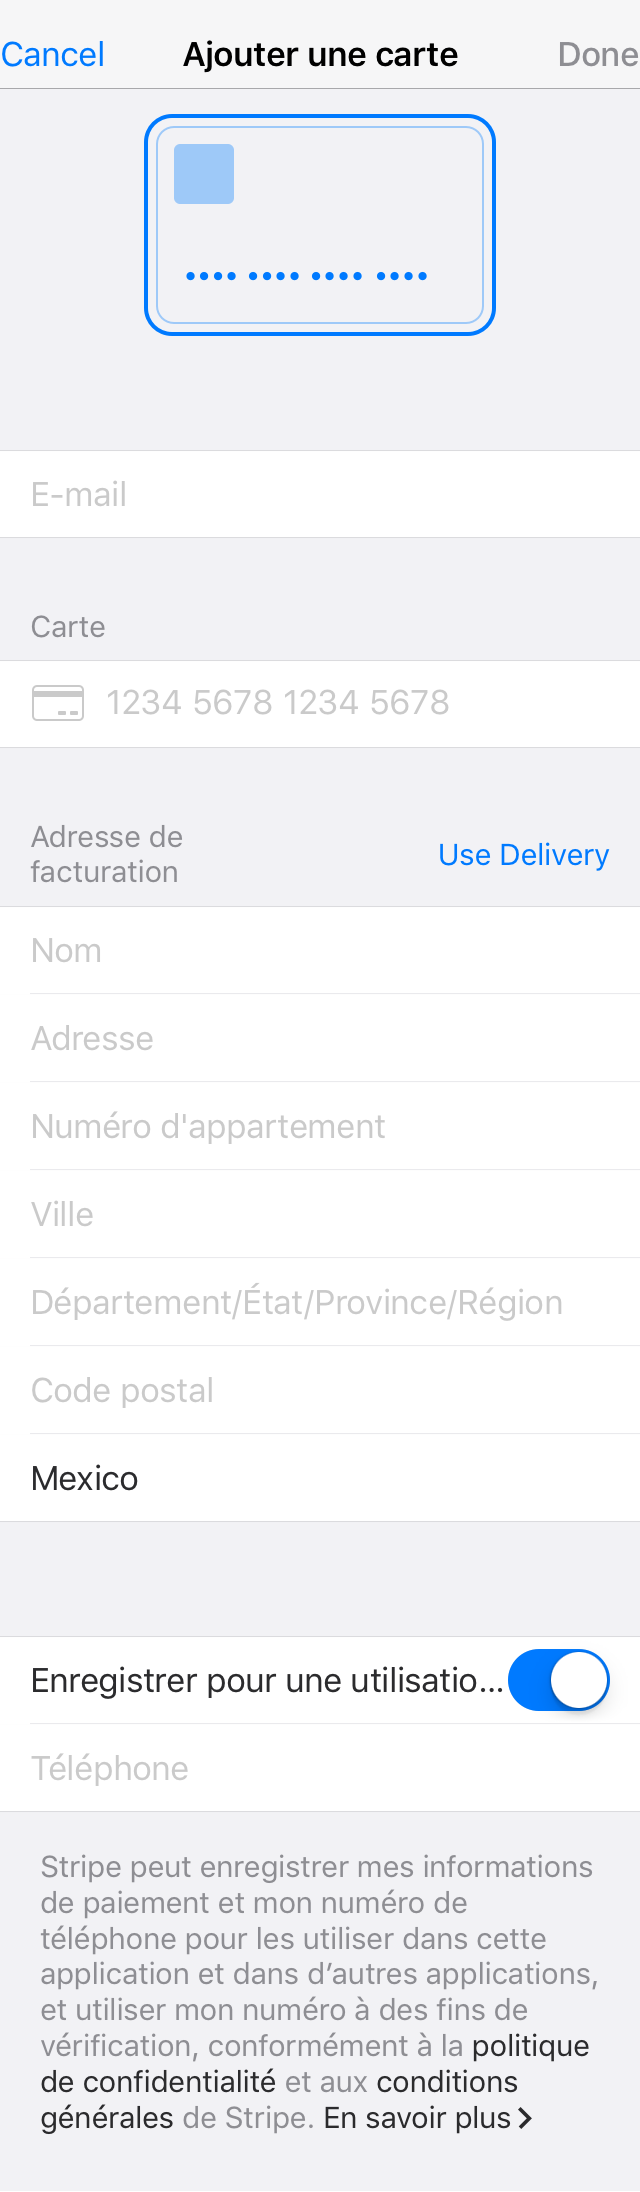 Cancel Ajouter une carte Done
•••• •••• •••• ••••
E-mail
Carte
1234 5678 1234 5678
Adresse de
facturation
Use Delivery
Nom
Adresse
Numéro d'appartement
Ville
Département/État/Province/Région
Code postal
Mexico
Enregistrer pour une utilisatio...
Téléphone
Stripe peut enregistrer mes informations
de paiement et mon numéro de
téléphone pour les utiliser dans cette
application et dans d’autres applications,
et utiliser mon numéro à des fins de
vérification, conformément à la politique
de confidentialité et aux conditions
générales de Stripe. En savoir plus